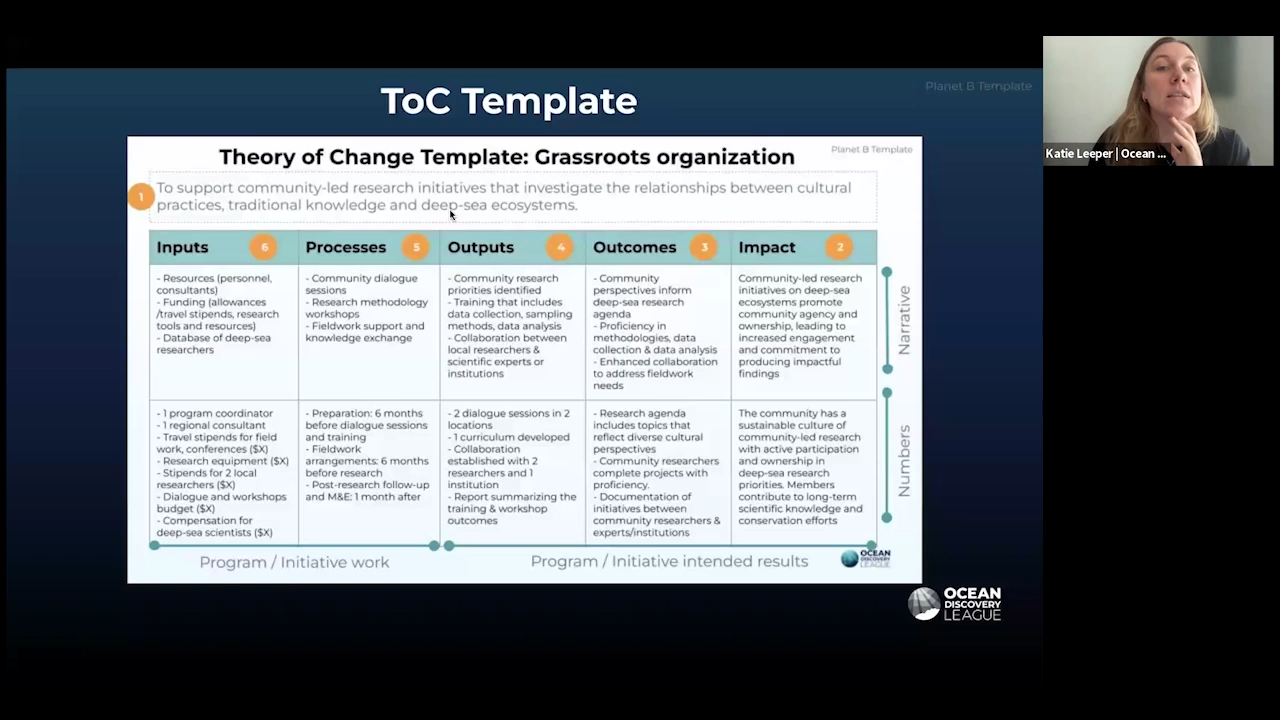 ToC Template
Planet B Template
Theory of Change Template: Grassroots organization
Planet B Template
1
To support community-led research initiatives that investigate the relationships between cultural
practices, traditional knowledge and deep-sea ecosystems.
Inputs 6
Processes 5
Outputs 4
Outcomes 3
Impact 2
- Resources (personnel,
consultants)
- Funding (allowances
/travel stipends, research
tools and resources)
- Database of deep-sea
researchers
- Community dialogue
sessions
- Research methodology
workshops
- Fieldwork support and
knowledge exchange
- Community research
priorities identified
- Training that includes
data collection, sampling
methods, data analysis
- Collaboration between
local researchers &
scientific experts or
institutions
- Community
perspectives inform
deep-sea research
agenda
- Proficiency in
methodologies, data
collection & data analysis
- Enhanced collaboration
to address fieldwork
needs
Community-led research
initiatives on deep-sea
ecosystems promote
community agency and
ownership, leading to
increased engagement
and commitment to
producing impactful
findings
Narrative
- 1 program coordinator
- 1 regional consultant
- Travel stipends for field
work, conferences ($X)
- Research equipment ($X)
- Stipends for 2 local
researchers ($X)
- Dialogue and workshops
budget ($X)
- Compensation for
deep-sea scientists ($X)
- Preparation: 6 months
before dialogue sessions
and training
- Fieldwork
arrangements: 6 months
before research
- Post-research follow-up
and M&E: 1 month after
- 2 dialogue sessions in 2
locations
- 1 curriculum developed
- Collaboration
established with 2
researchers and 1
institution
- Report summarizing the
training & workshop
outcomes
- Research agenda
includes topics that
reflect diverse cultural
perspectives
- Community researchers
complete projects with
proficiency.
- Documentation of
initiatives between
community researchers &
experts/institutions
The community has a
sustainable culture of
community-led research
with active participation
and ownership in
deep-sea research
priorities. Members
contribute to long-term
scientific knowledge and
conservation efforts
Numbers
Program / Initiative work
Program / Initiative intended results
OCEAN
DISCOVERY
LEAGUE
OCEAN
DISCOVERY
LEAGUE
Katie Leeper | Ocean ...